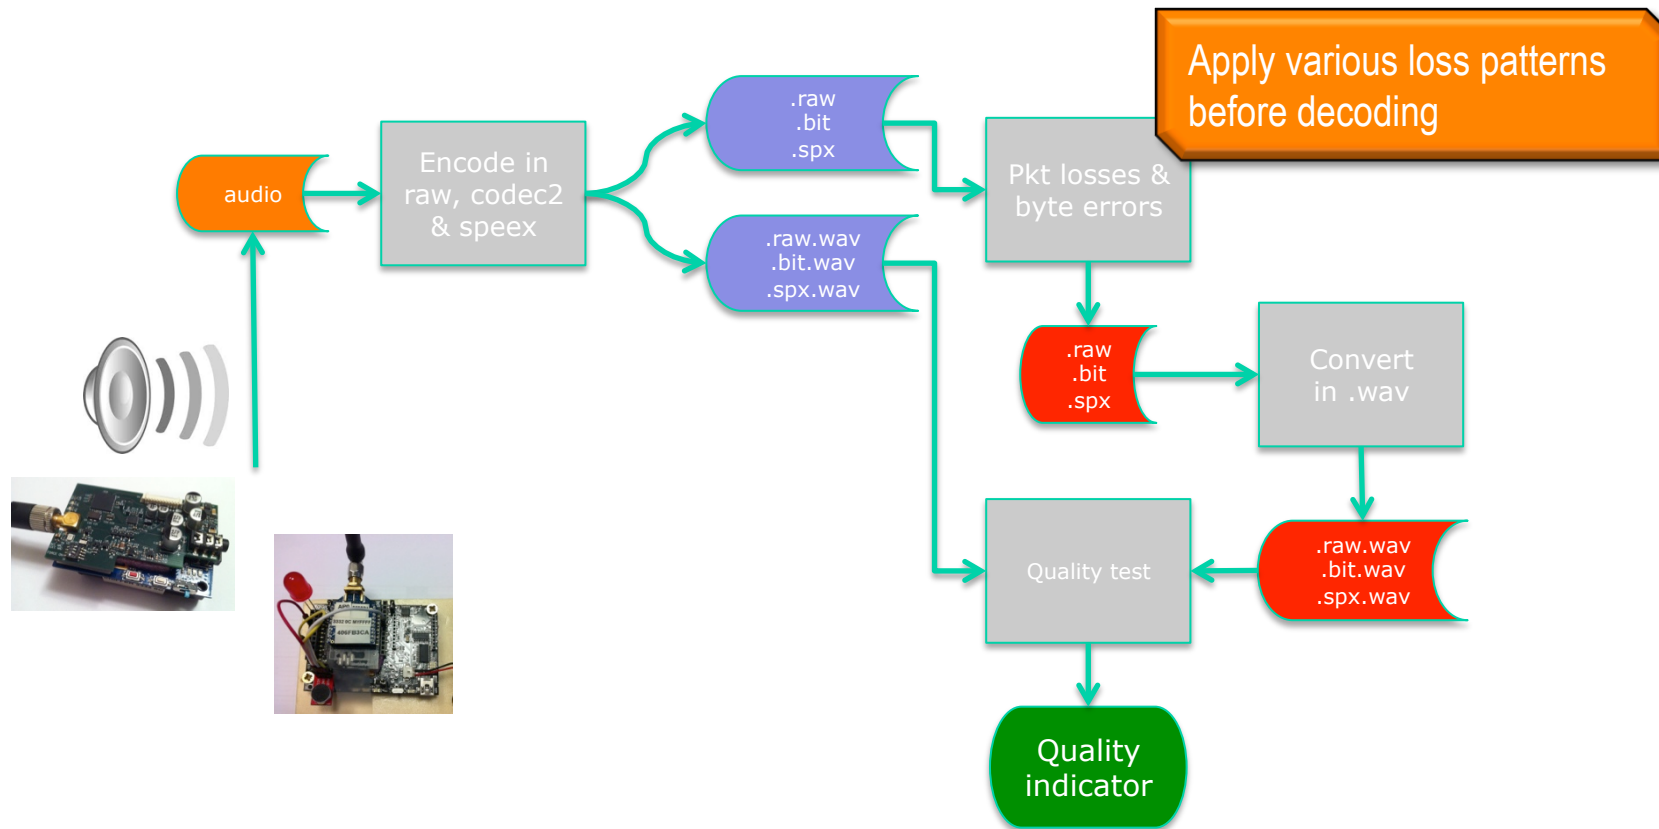 Apply various loss patterns
before decoding
.raw
.bit
.spx
Encode in
raw, codec2
& speex
audio
Pkt losses &
byte errors
.raw.wav
.bit.wav
.spx.wav
.raw
.bit
.spx
Convert
in .wav
Quality test
.raw.wav
.bit.wav
.spx.wav
Quality
indicator
406FB3CA